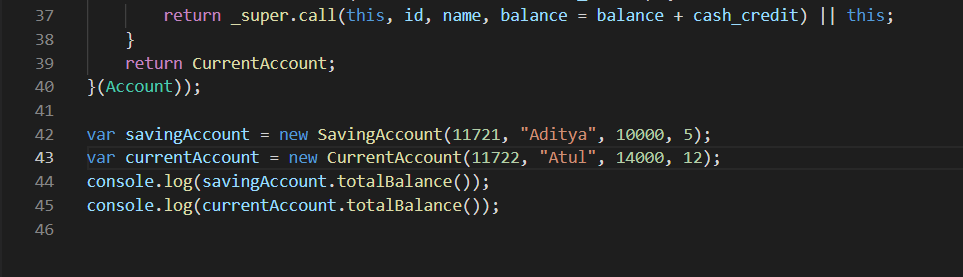 37 return _super.call(this, id, name, balance = balance + cash_credit) || this;
38 }
39 return CurrentAccount;
40 }(Account));
41
42 var savingAccount = new SavingAccount(11721, "Aditya", 10000, 5);
43 var currentAccount = new CurrentAccount(11722, "Atul", 14000, 12);
44 console.log(savingAccount.totalBalance());
45 console.log(currentAccount.totalBalance());
46